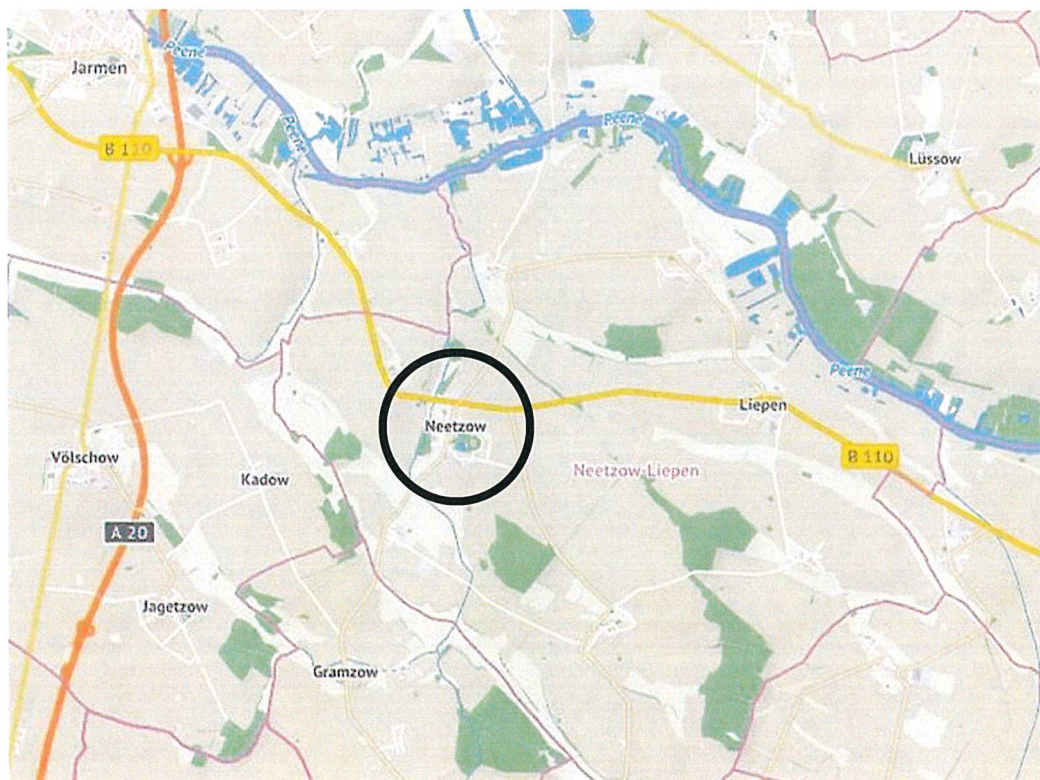 Peene
Jarmen
Peene
Peene
B 110
Lüssow
Peene
Liepen
Neetzow
Völschow
Kadow
Neetzow-Liepen
B 110
A 20
Jagetzow
Gramzow